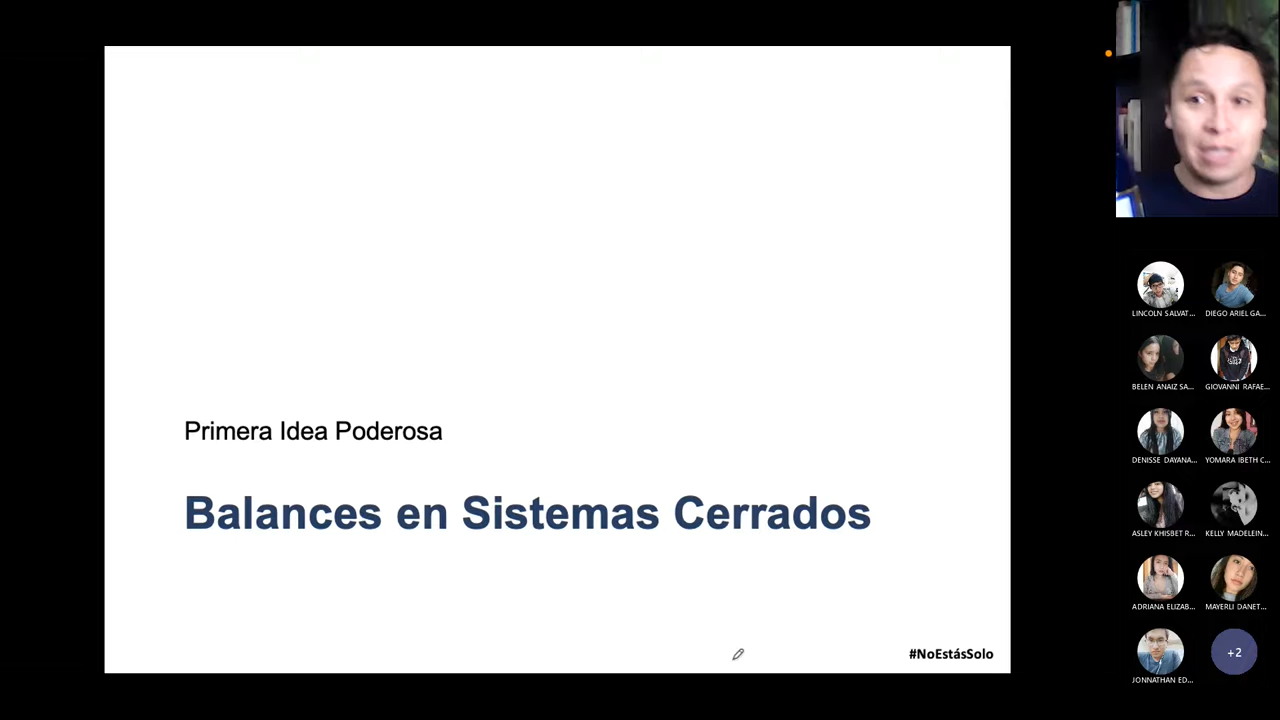 Primera Idea Poderosa
Balances en Sistemas Cerrados
#NoEstásSolo
LINCOLN SALVAT...
DIEGO ARIEL GA...
BELEN ANAIZ SA...
GIOVANNI RAFAE...
DENISSE DAYANA...
YOMARA IBETH C...
ASLEY KHISBET R...
KELLY MADELEIN...
ADRIANA ELIZAB...
MAYERLI DANET...
JONNATHAN ED...
+2